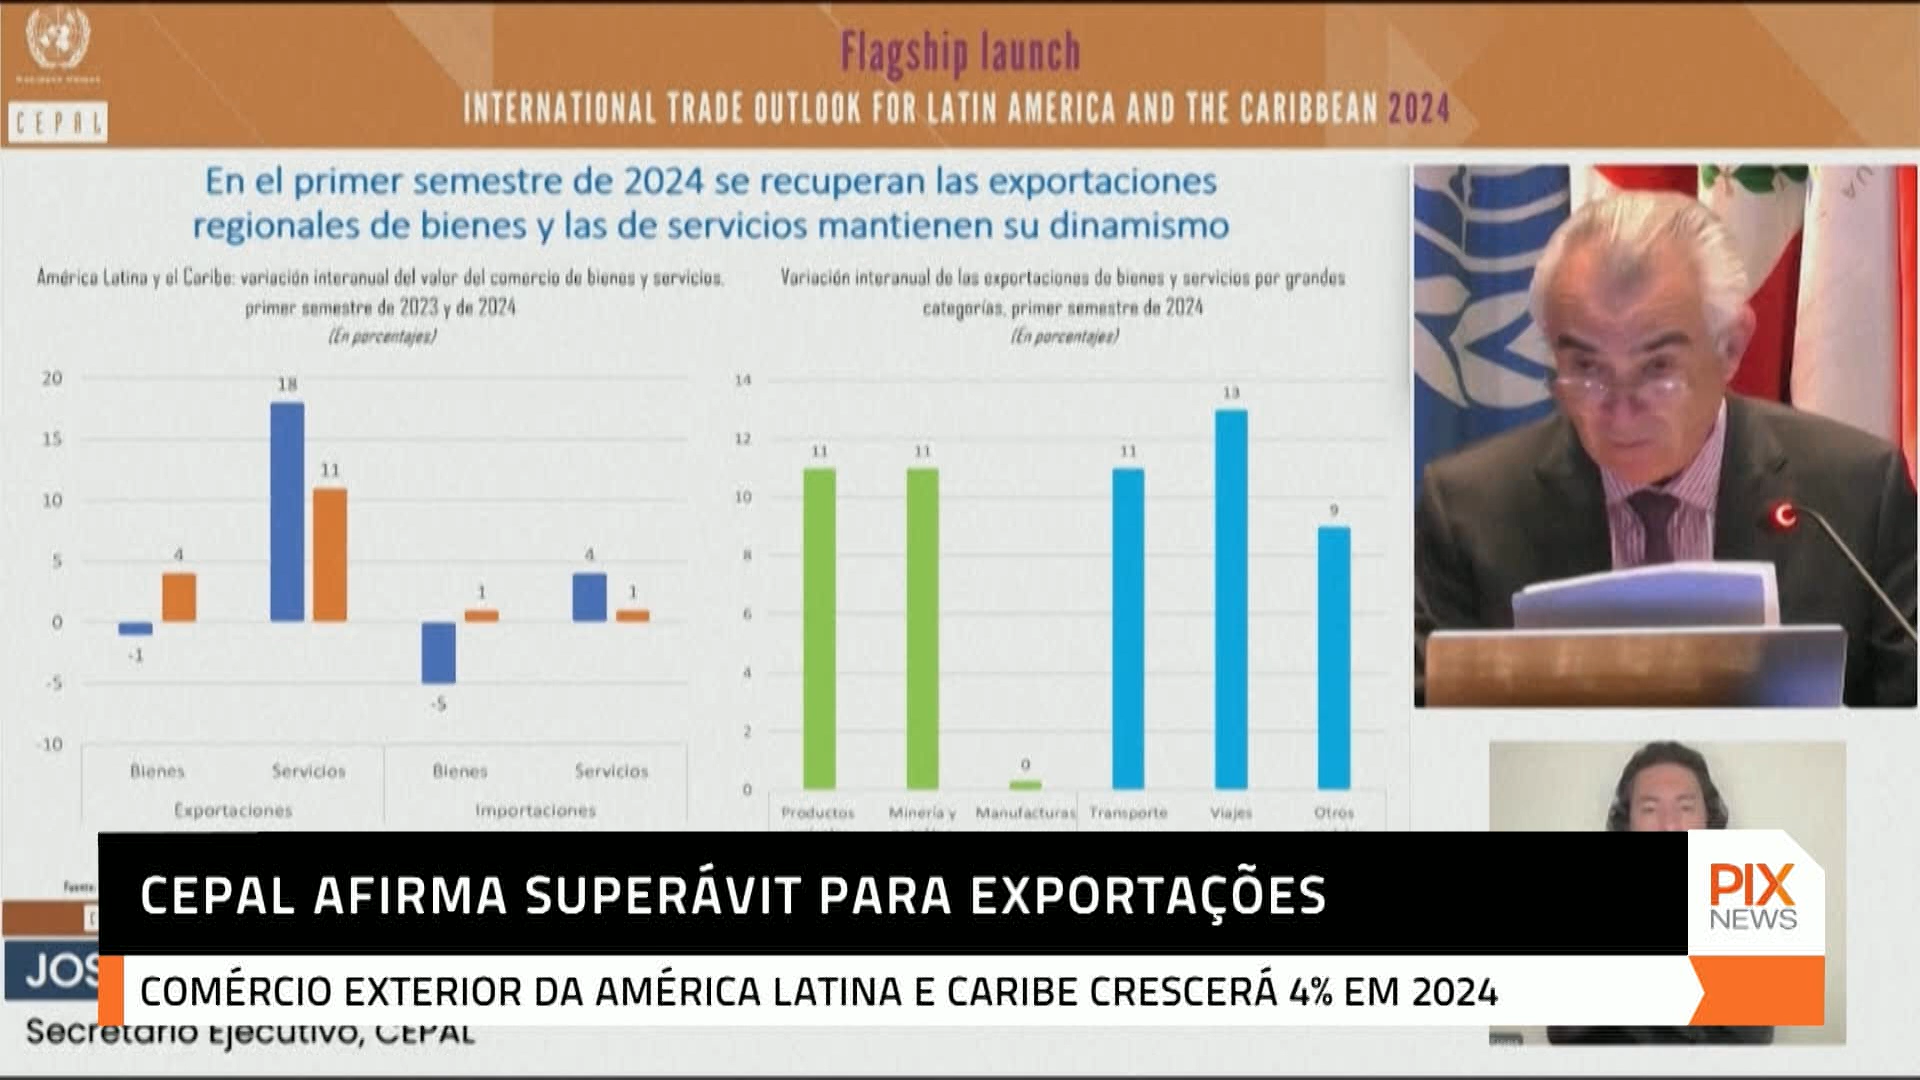 CEPAL
Flagship launch
INTERNATIONAL TRADE OUTLOOK FOR LATIN AMERICA AND THE CARIBBEAN 2024
En el primer semestre de 2024 se recuperan las exportaciones
regionales de bienes y las de servicios mantienen su dinamismo
América Latina y el Caribe: variación interanual del valor del comercio de bienes y servicios,
primer semestre de 2023 y de 2024
(En porcentajes)
20
15
10
5
0
-5
-10
-1
4
18
11
-5
1
4
1
Bienes
Servicios
Bienes
Servicios
Exportaciones
Importaciones
Variación interanual de las exportaciones de bienes y servicios por grandes
categorías, primer semestre de 2024
(En porcentajes)
14
12
10
8
6
4
2
0
11
11
0
11
13
9
Productos
Minería y
Manufacturas
Transporte
Viajes
Otros
Fuente:
CEPAL AFIRMA SUPERÁVIT PARA EXPORTAÇÕES
PIX
NEWS
JOS
COMÉRCIO EXTERIOR DA AMÉRICA LATINA E CARIBE CRESCERÁ 4% EM 2024
Secretario Ejecutivo, CEPAL